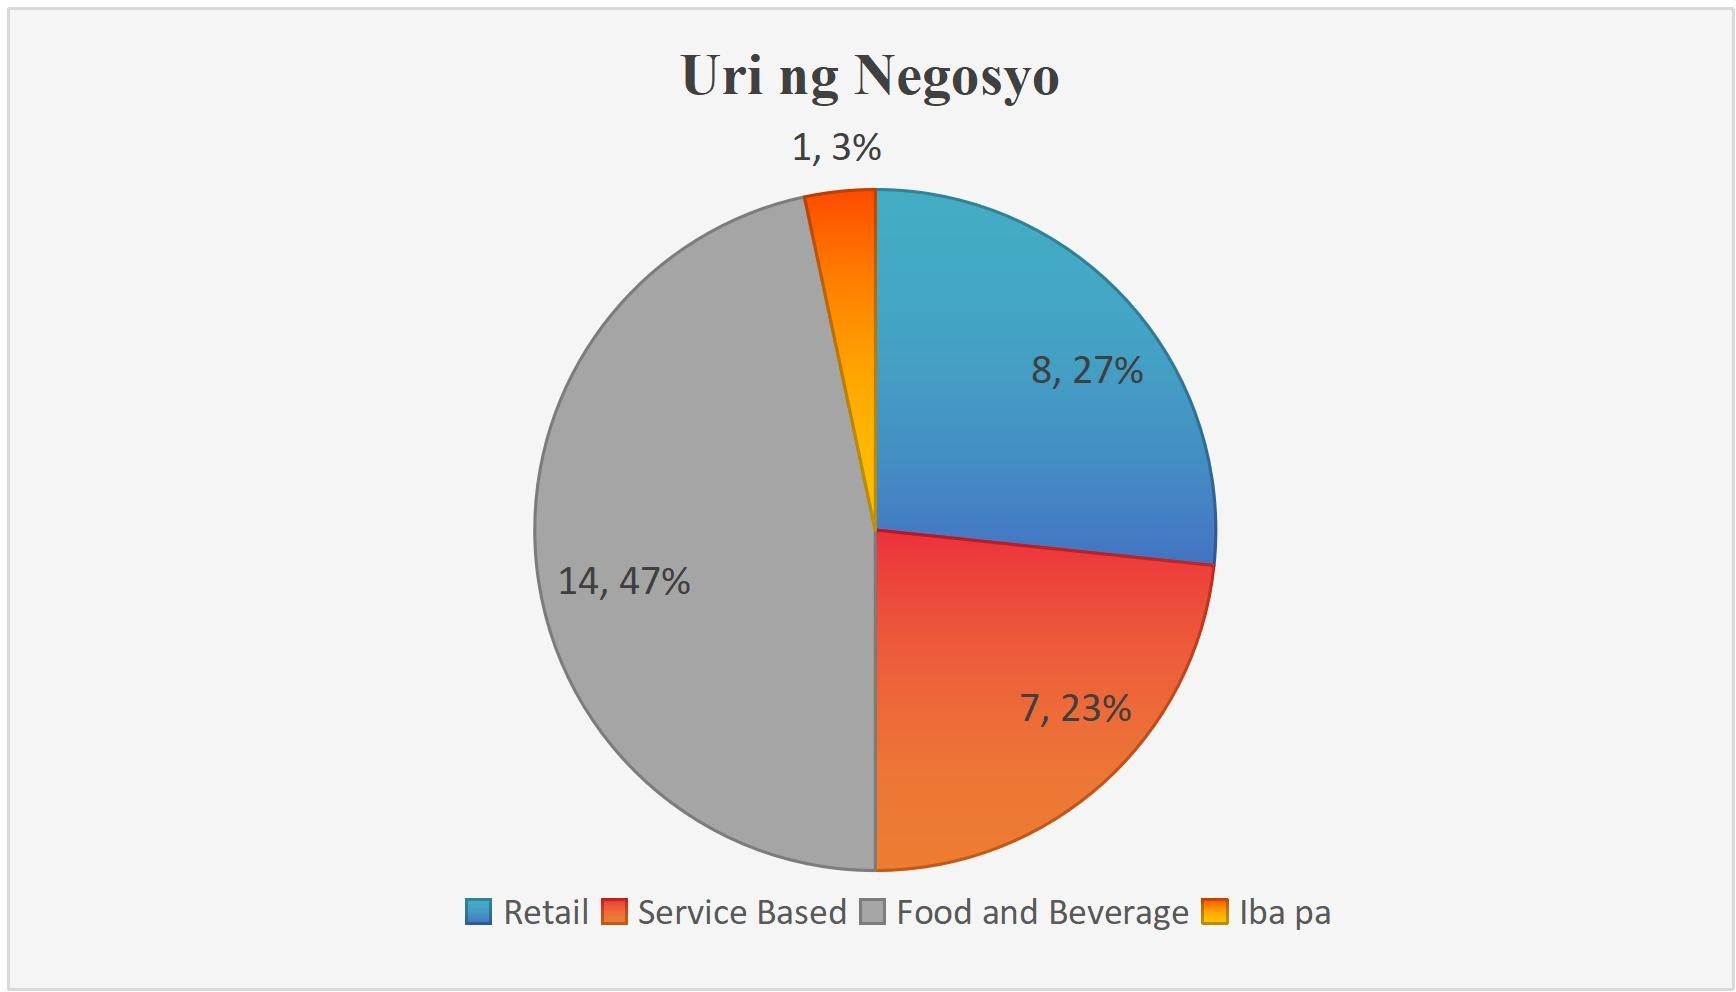 Uri ng Negosyo
1, 3%
8, 27%
14, 47%
7, 23%
Retail Service Based Food and Beverage Iba pa